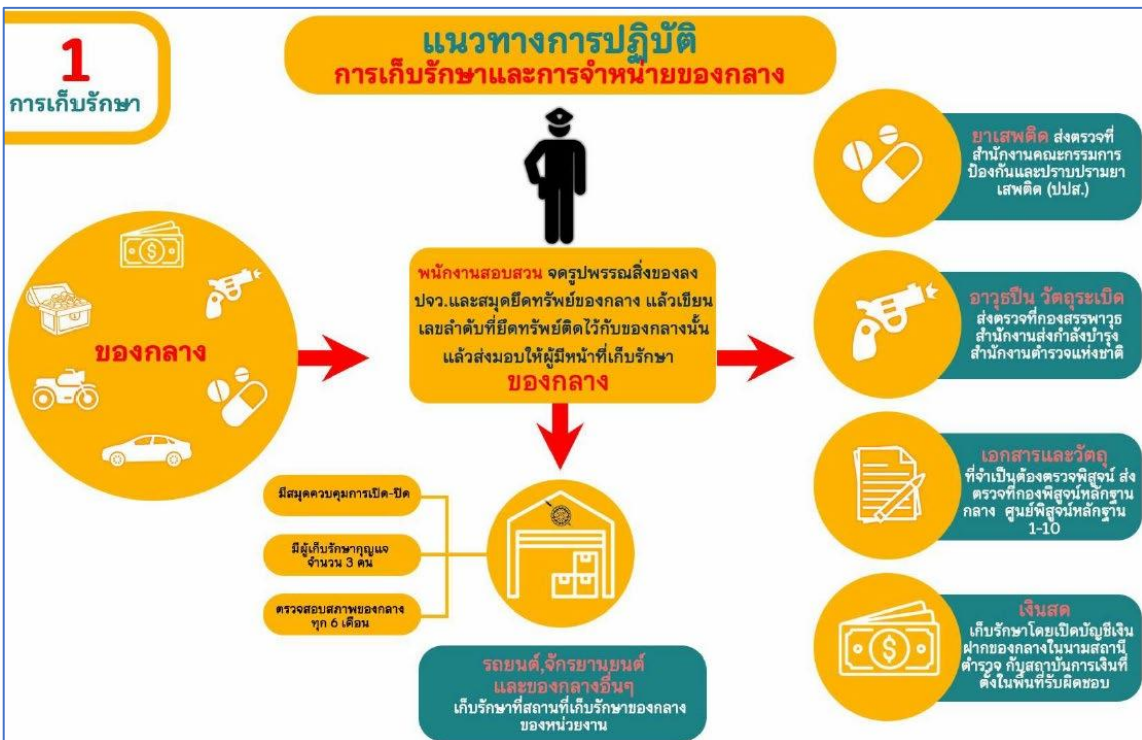 1
การเก็บรักษา
แนวทางการปฏิบัติ
การเก็บรักษาและการจำหน่ายของกลาง
ของกลาง
พนักงานสอบสวน จดรูปพรรณสิ่งของลง
ปจว.และสมุดยึดทรัพย์ของกลาง แล้วเขียน
เลขลำดับที่ยึดทรัพย์ติดไว้กับของกลางนั้น
แล้วส่งมอบให้ผู้มีหน้าที่เก็บรักษา
ของกลาง
มีสมุดควบคุมการเปิด-ปิด
มีผู้เก็บรักษากุญแจ
จำนวน 3 คน
ตรวจสอบสภาพของกลาง
ทุก 6 เดือน
รถยนต์,จักรยานยนต์
และของกลางอื่นๆ
เก็บรักษาที่สถานที่เก็บรักษาของกลาง
ของหน่วยงาน
ยาเสพติด ส่งตรวจที่
สำนักงานคณะกรรมการ
ป้องกันและปราบปรามยา
เสพติด (ปปส.)
อาวุธปืน วัตถุระเบิด
ส่งตรวจที่กองสรรพาวุธ
สำนักงานส่งกำลังบำรุง
สำนักงานตำรวจแห่งชาติ
เอกสารและวัตถุ
ที่จำเป็นต้องตรวจพิสูจน์ ส่ง
ตรวจที่กองพิสูจน์หลักฐาน
กลาง ศูนย์พิสูจน์หลักฐาน
1-10
เงินสด
เก็บรักษาโดยเปิดบัญชีเงิน
ฝากของกลางในนามสถานี
ตำรวจ กับสถาบันการเงินที่
ตั้งในพื้นที่รับผิดชอบ